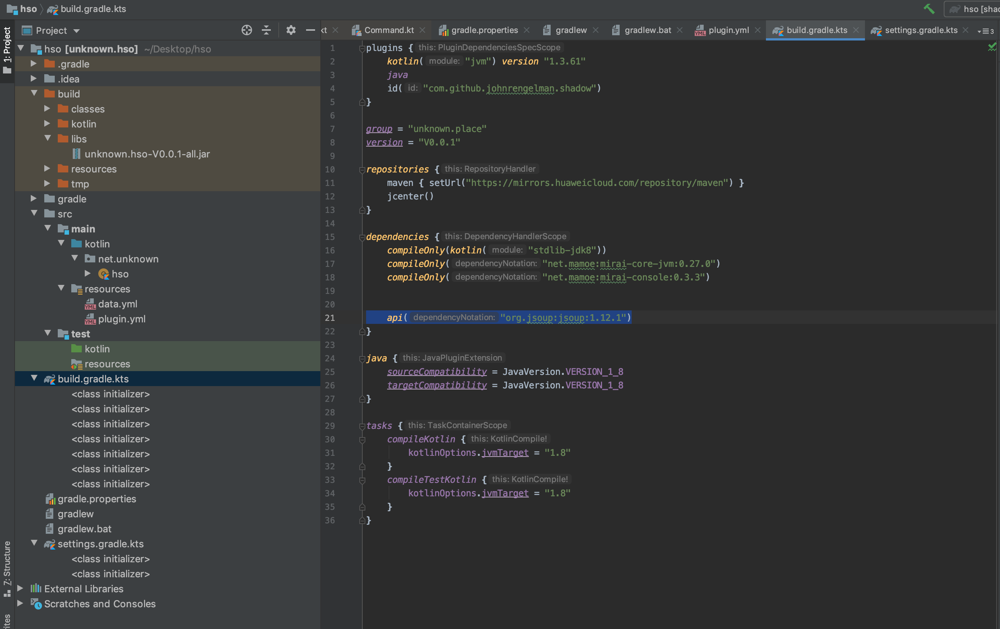 hso
build.gradle.kts
hso
1: Project
Project
kt
Command.kt
gradle.properties
gradlew
gradlew.bat
plugin.yml
build.gradle.kts
settings.gradle.kts
3
hso [unknown.hso] ~/Desktop/hso
.gradle
.idea
build
classes
kotlin
libs
unknown.hso-V0.0.1-all.jar
resources
tmp
gradle
src
main
kotlin
net.unknown
hso
resources
data.yml
plugin.yml
test
kotlin
resources
build.gradle.kts
<class initializer>
<class initializer>
<class initializer>
<class initializer>
<class initializer>
<class initializer>
<class initializer>
gradle.properties
gradlew
gradlew.bat
settings.gradle.kts
<class initializer>
<class initializer>
External Libraries
Scratches and Consoles
7: Structure
1 plugins { this: PluginDependenciesSpecScope
2 kotlin( module: "jvm") version "1.3.61"
3 java
4 id( id: "com.github.johnrengelman.shadow")
5 }
6
7 group = "unknown.place"
8 version = "V0.0.1"
9
10 repositories { this: RepositoryHandler
11 maven { setUrl("https://mirrors.huaweicloud.com/repository/maven") }
12 jcenter()
13 }
14
15 dependencies { this: DependencyHandlerScope
16 compileOnly(kotlin( module: "stdlib-jdk8"))
17 compileOnly( dependencyNotation: "net.mamoe:mirai-core-jvm:0.27.0")
18 compileOnly( dependencyNotation: "net.mamoe:mirai-console:0.3.3")
19
20
21 api( dependencyNotation: "org.jsoup:jsoup:1.12.1")
22 }
23
24 java { this: JavaPluginExtension
25 sourceCompatibility = JavaVersion.VERSION_1_8
26 targetCompatibility = JavaVersion.VERSION_1_8
27 }
28
29 tasks { this: TaskContainerScope
30 compileKotlin { this: KotlinCompile!
31 kotlinOptions.jvmTarget = "1.8"
32 }
33 compileTestKotlin { this: KotlinCompile!
34 kotlinOptions.jvmTarget = "1.8"
35 }
36 }